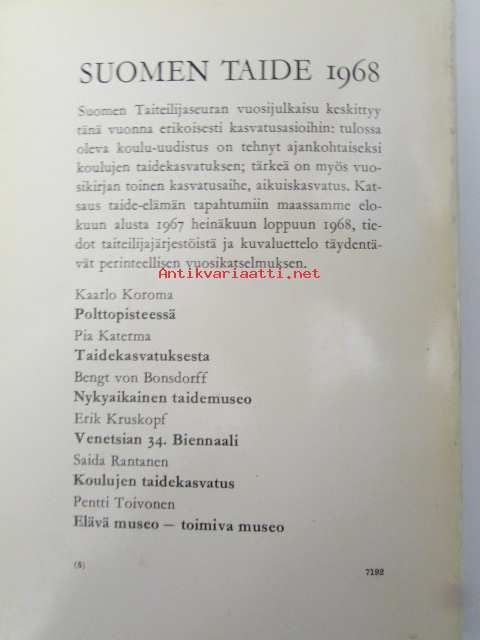 SUOMEN TAIDE 1968
Suomen Taiteilijaseuran vuosijulkaisu keskittyy
tänä vuonna erikoisesti kasvatusasioihin: tulossa
oleva koulu-uudistus on tehnyt ajankohtaiseksi
koulujen taidekasvatuksen; tärkeä on myös vuo-
sikirjan toinen kasvatusaihe, aikuiskasvatus. Kat-
saus taide-elämän tapahtumiin maassamme elo-
kuun alusta 1967 heinäkuun loppuun 1968, tie-
dot taiteilijajärjestöistä ja kuvaluettelo täydentä-
vät perinteellisen vuosikatselmuksen.
Antikvariaatti.net
Kaarlo Koroma
Polttopisteessä
Pia Katerma
Taidekasvatuksesta
Bengt von Bonsdorff
Nykyaikainen taidemuseo
Erik Kruskopf
Venetsian 34. Biennaali
Saida Rantanen
Koulujen taidekasvatus
Pentti Toivonen
Elävä museo — toimiva museo
(5) 7192